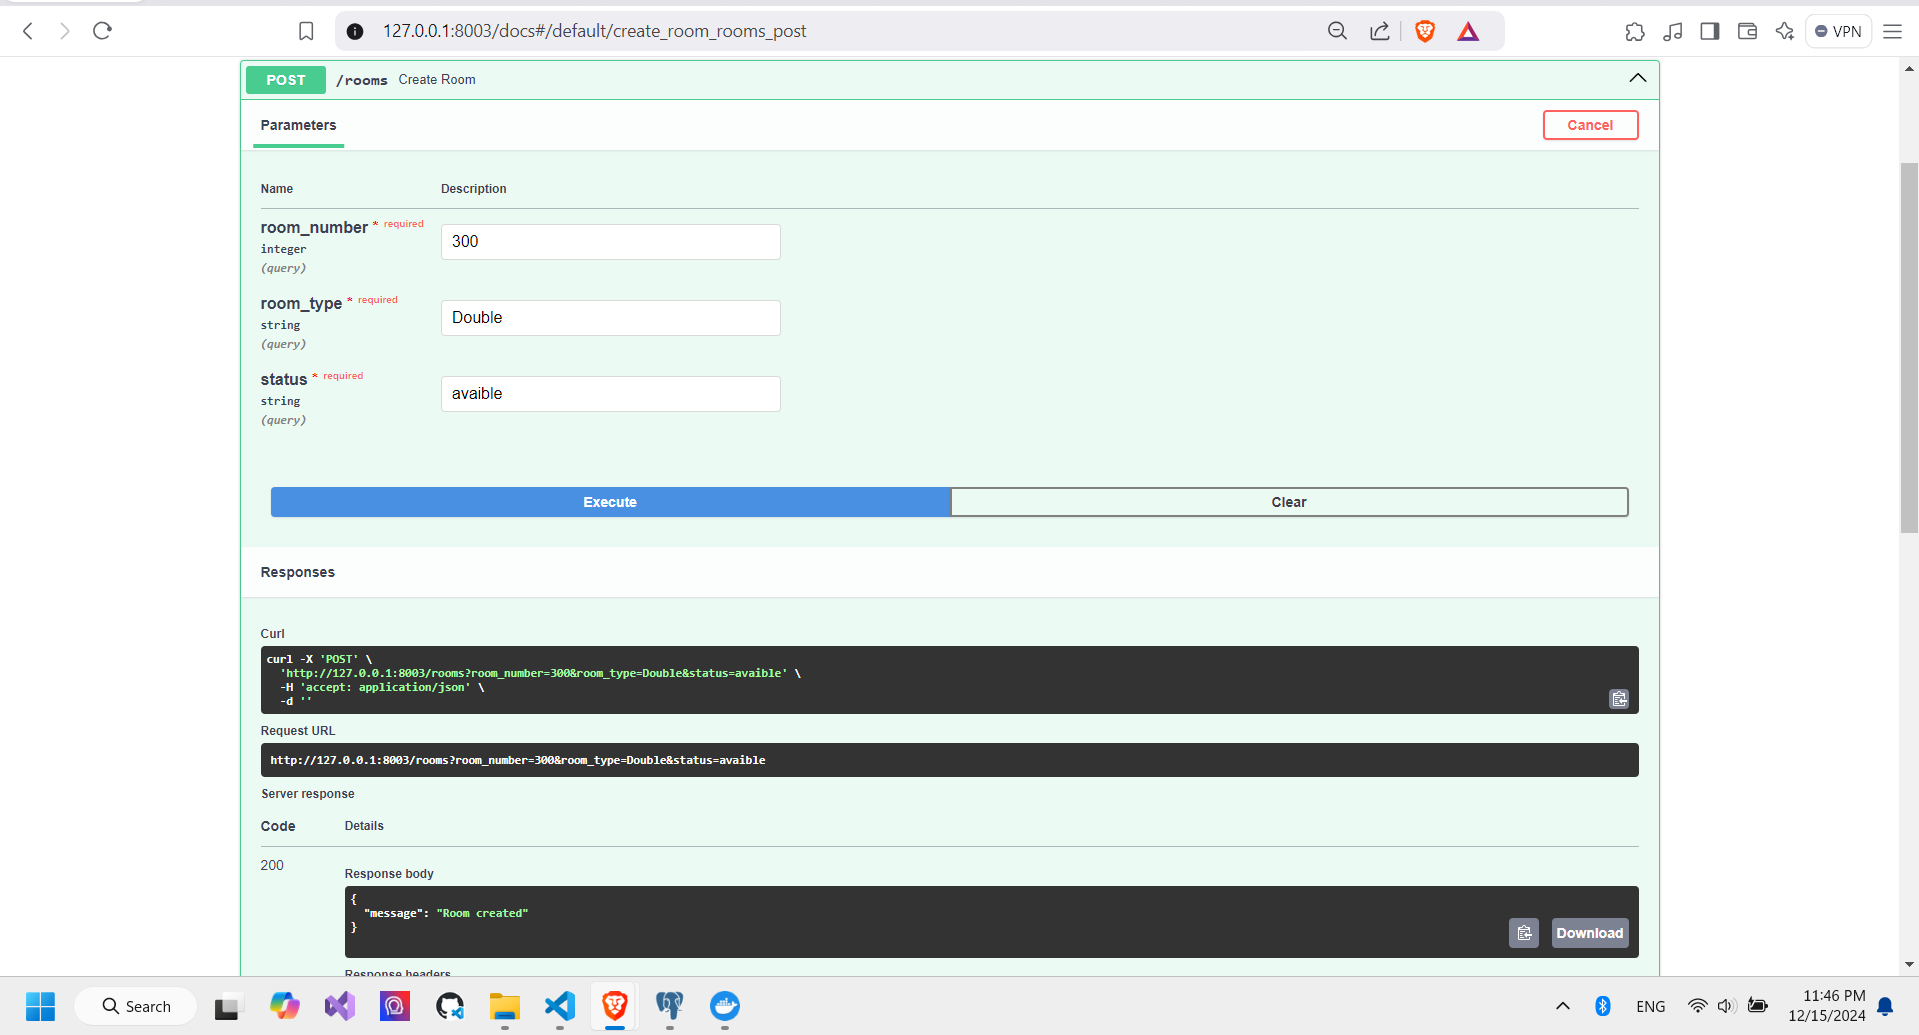 127.0.0.1:8003/docs#/default/create_room_rooms_post
VPN
POST /rooms Create Room
Parameters
Cancel
Name Description
room_number * required
integer
(query)
300
room_type * required
string
(query)
Double
status * required
string
(query)
avaible
Execute
Clear
Responses
Curl
curl -X 'POST' \
'http://127.0.0.1:8003/rooms?room_number=300&room_type=Double&status=avaible' \
-H 'accept: application/json' \
-d ''
Request URL
http://127.0.0.1:8003/rooms?room_number=300&room_type=Double&status=avaible
Server response
Code Details
200
Response body
{
"message": "Room created"
}
Download
Response headers
Search
ENG
11:46 PM
12/15/2024